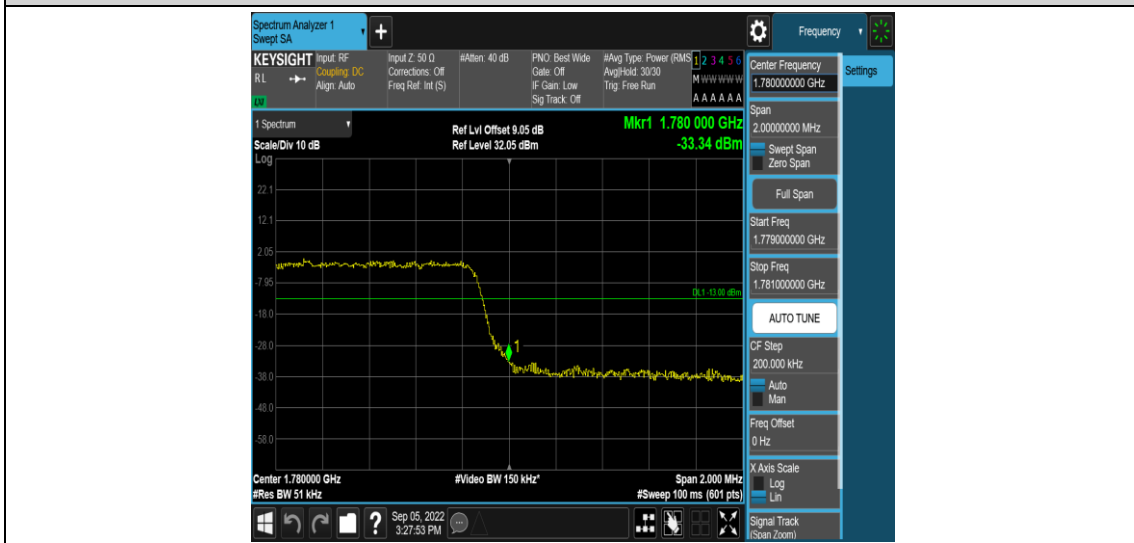 Spectrum Analyzer 1
Swept SA
+
Frequency
KEYSIGHT
RL
LXI
Input: RF
Coupling: DC
Align: Auto
Input Z: 50 Ω
Corrections: Off
Freq Ref: Int (S)
#Atten: 40 dB
PNO: Best Wide
Gate: Off
IF Gain: Low
Sig Track: Off
#Avg Type: Power (RMS
Avg|Hold: 30/30
Trig: Free Run
1 2 3 4 5 6
M W W W W W
A A A A A A
1 Spectrum
Scale/Div 10 dB
Log
Ref Lvl Offset 9.05 dB
Ref Level 32.05 dBm
Mkr1 1.780 000 GHz
-33.34 dBm
22.1
12.1
2.05
-7.95
DL1 -13.00 dBm
-18.0
-28.0
1
-38.0
-48.0
-58.0
Center 1.780000 GHz
#Res BW 51 kHz
#Video BW 150 kHz*
Span 2.000 MHz
#Sweep 100 ms (601 pts)
Center Frequency
1.780000000 GHz
Settings
Span
2.00000000 MHz
Swept Span
Zero Span
Full Span
Start Freq
1.779000000 GHz
Stop Freq
1.781000000 GHz
AUTO TUNE
CF Step
200.000 kHz
Auto
Man
Freq Offset
0 Hz
X Axis Scale
Log
Lin
Signal Track
(Span Zoom)
?
Sep 05, 2022
3:27:53 PM